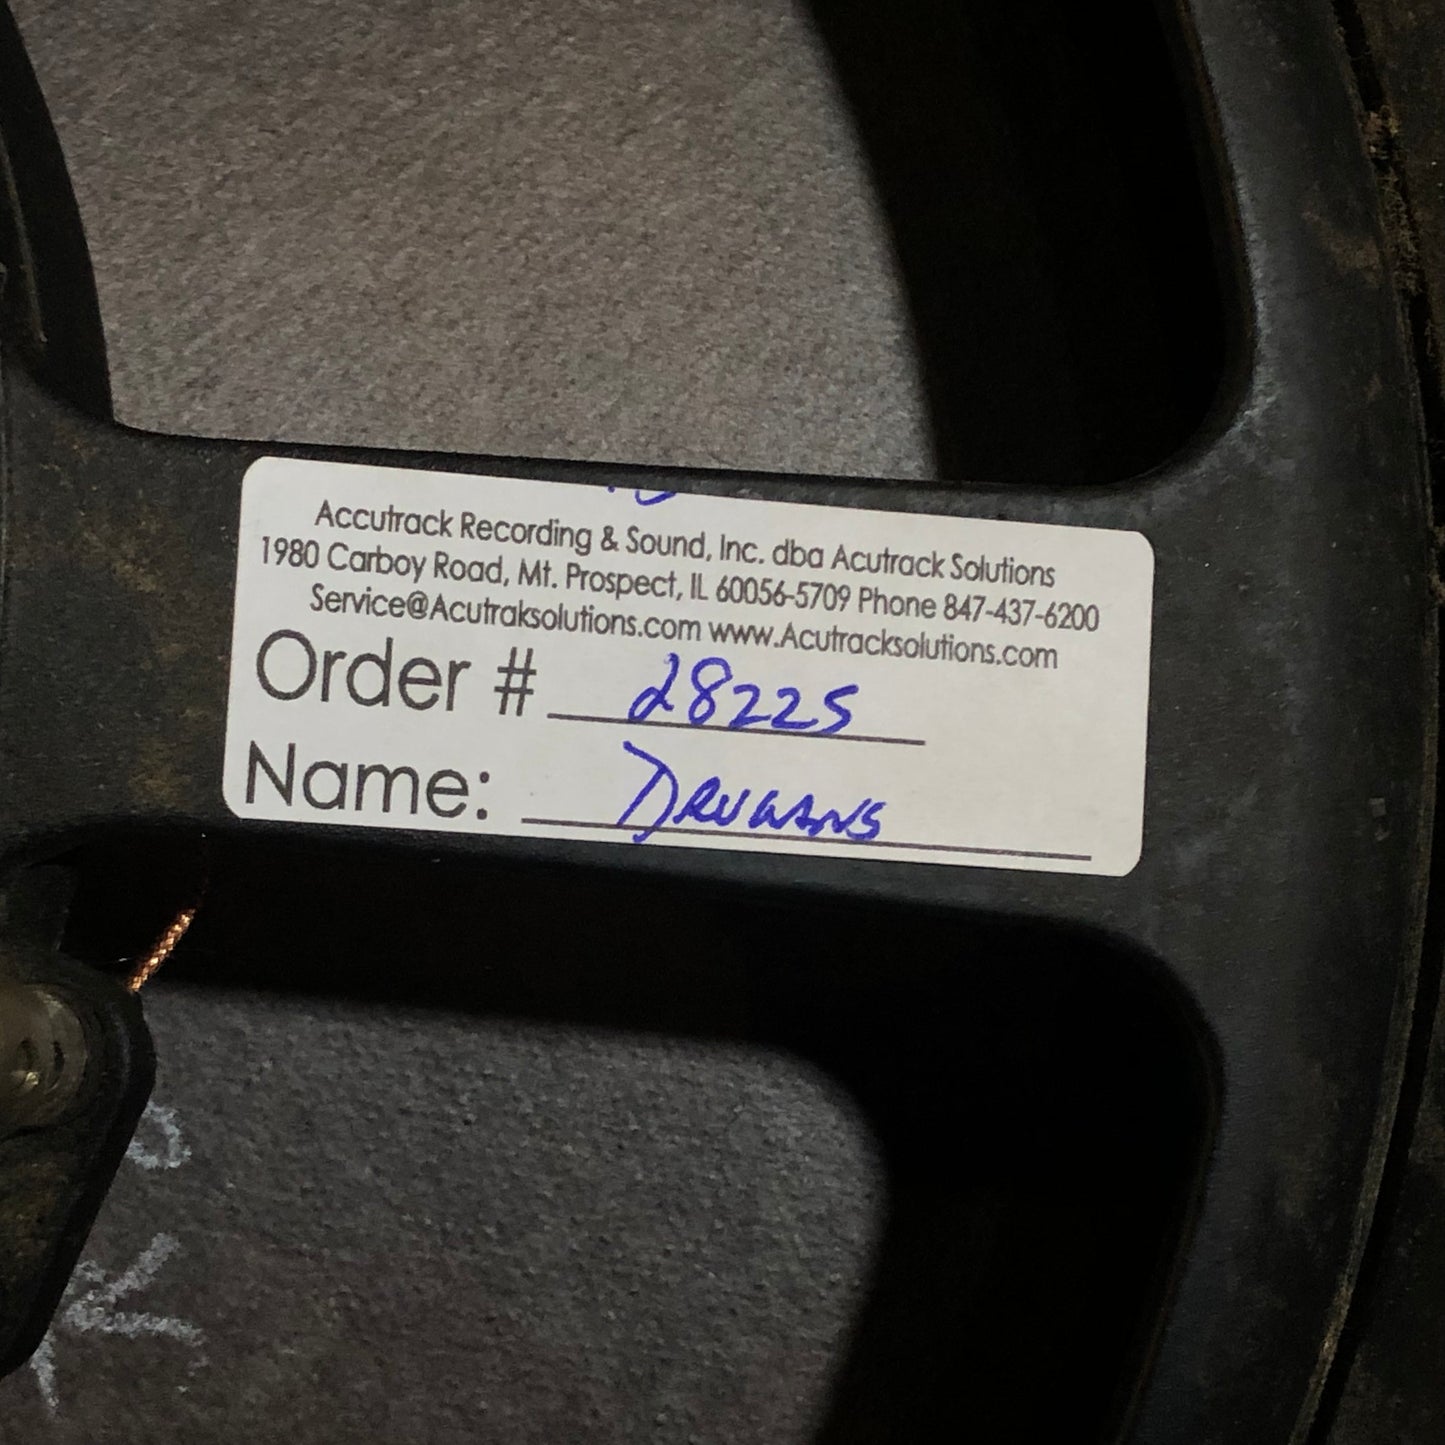 Accutrack Recording & Sound, Inc. dba Acutrack Solutions
1980 Carboy Road, Mt. Prospect, IL 60056-5709 Phone 847-437-6200
Service@Acutraksolutions.com www.Acutracksolutions.com
Order # 28225
Name: